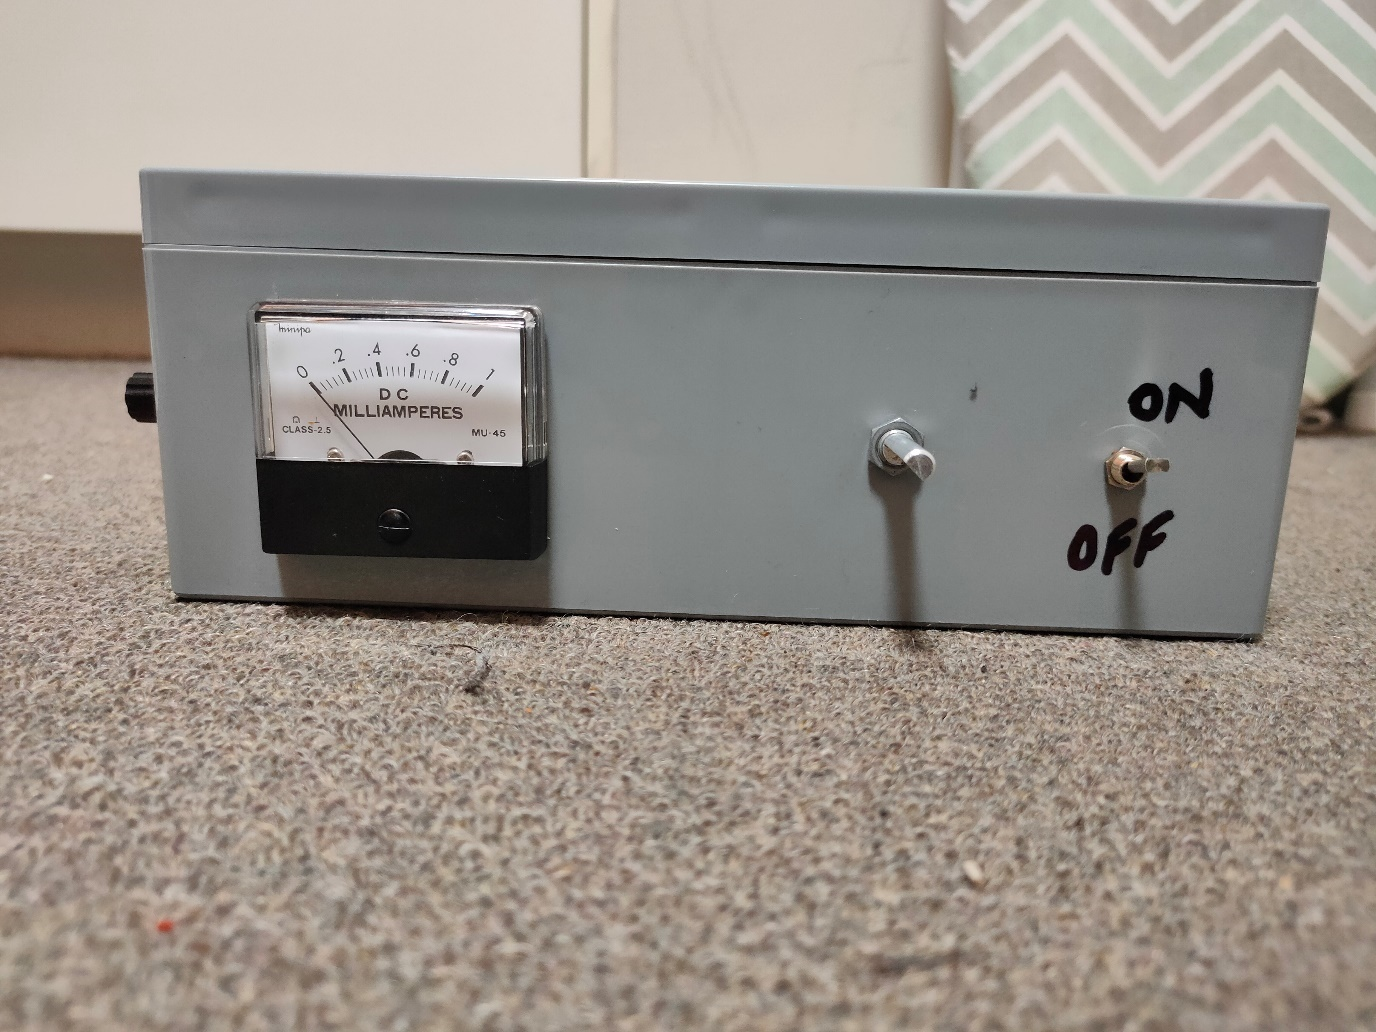 0 .2 .4 .6 .8 1
DC
MILLIAMPERES
CLASS-2.5
MU-45
ON
OFF